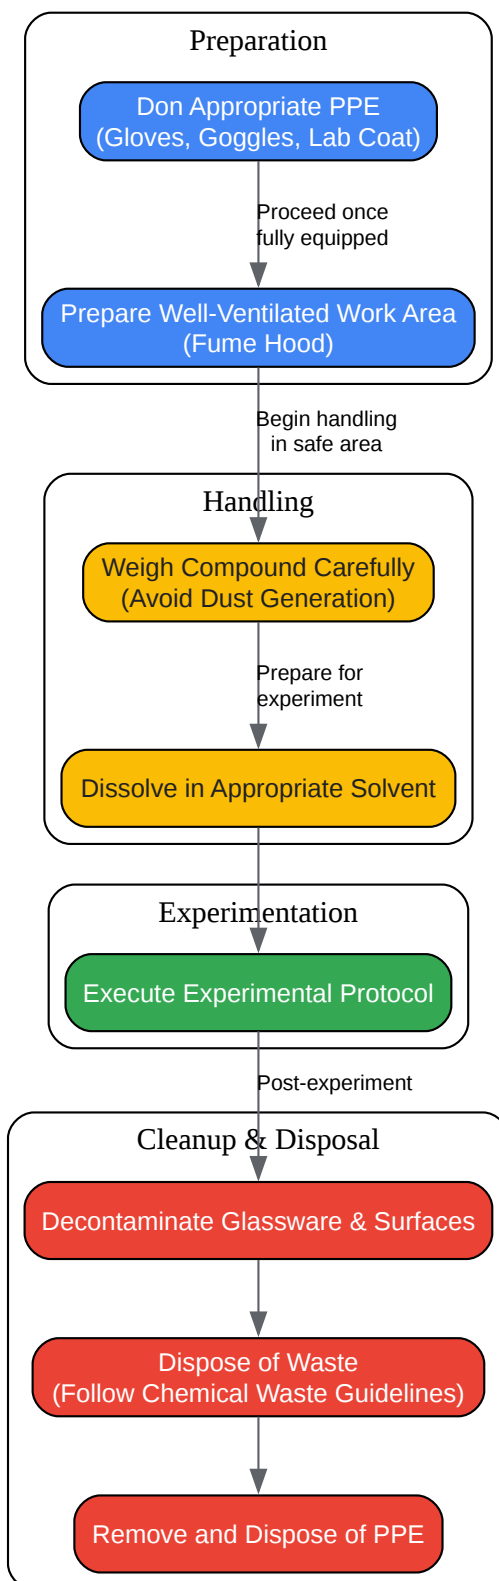 Preparation
Don Appropriate PPE
(Gloves, Goggles, Lab Coat)
Proceed once
fully equipped
Prepare Well-Ventilated Work Area
(Fume Hood)
Begin handling
in safe area
Handling
Weigh Compound Carefully
(Avoid Dust Generation)
Prepare for
experiment
Dissolve in Appropriate Solvent
Experimentation
Execute Experimental Protocol
Post-experiment
Cleanup & Disposal
Decontaminate Glassware & Surfaces
Dispose of Waste
(Follow Chemical Waste Guidelines)
Remove and Dispose of PPE